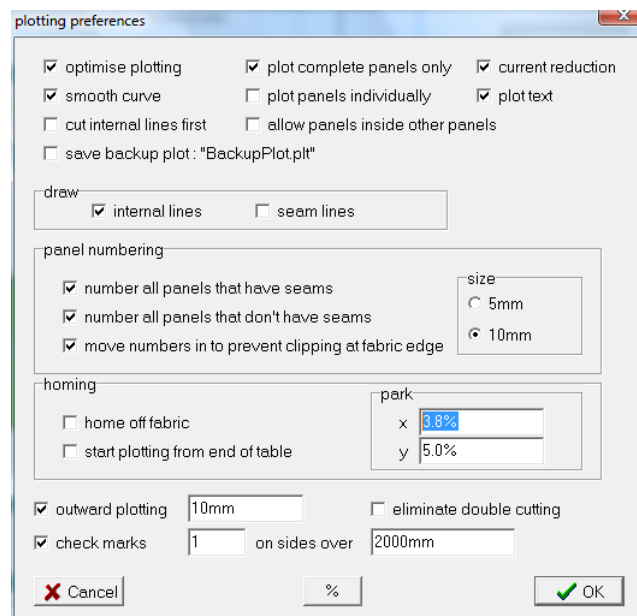 plotting preferences
optimise plotting plot complete panels only current reduction
smooth curve plot panels individually plot text
cut internal lines first allow panels inside other panels
save backup plot : "BackupPlot.plt"
draw
internal lines seam lines
panel numbering
number all panels that have seams
number all panels that don't have seams
move numbers in to prevent clipping at fabric edge
size
5mm
10mm
homing
home off fabric
start plotting from end of table
park
x 3.8%
y 5.0%
outward plotting 10mm eliminate double cutting
check marks 1 on sides over 2000mm
Cancel % OK